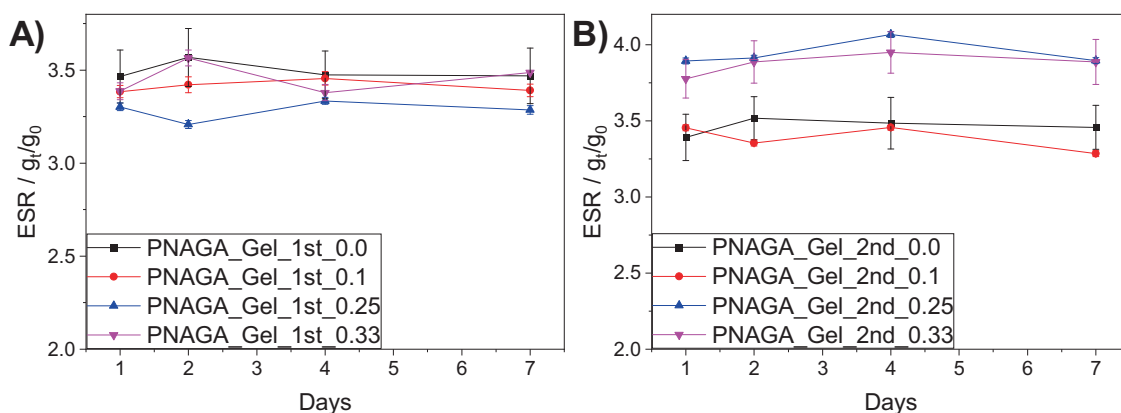 A)
ESR / gt/g0
3.5
3.0
2.5
2.0
PNAGA_Gel_1st_0.0
PNAGA_Gel_1st_0.1
PNAGA_Gel_1st_0.25
PNAGA_Gel_1st_0.33
1 2 3 4 5 6 7
Days
B)
ESR / gt/g0
4.0
3.5
3.0
2.5
2.0
PNAGA_Gel_2nd_0.0
PNAGA_Gel_2nd_0.1
PNAGA_Gel_2nd_0.25
PNAGA_Gel_2nd_0.33
1 2 3 4 5 6 7
Days